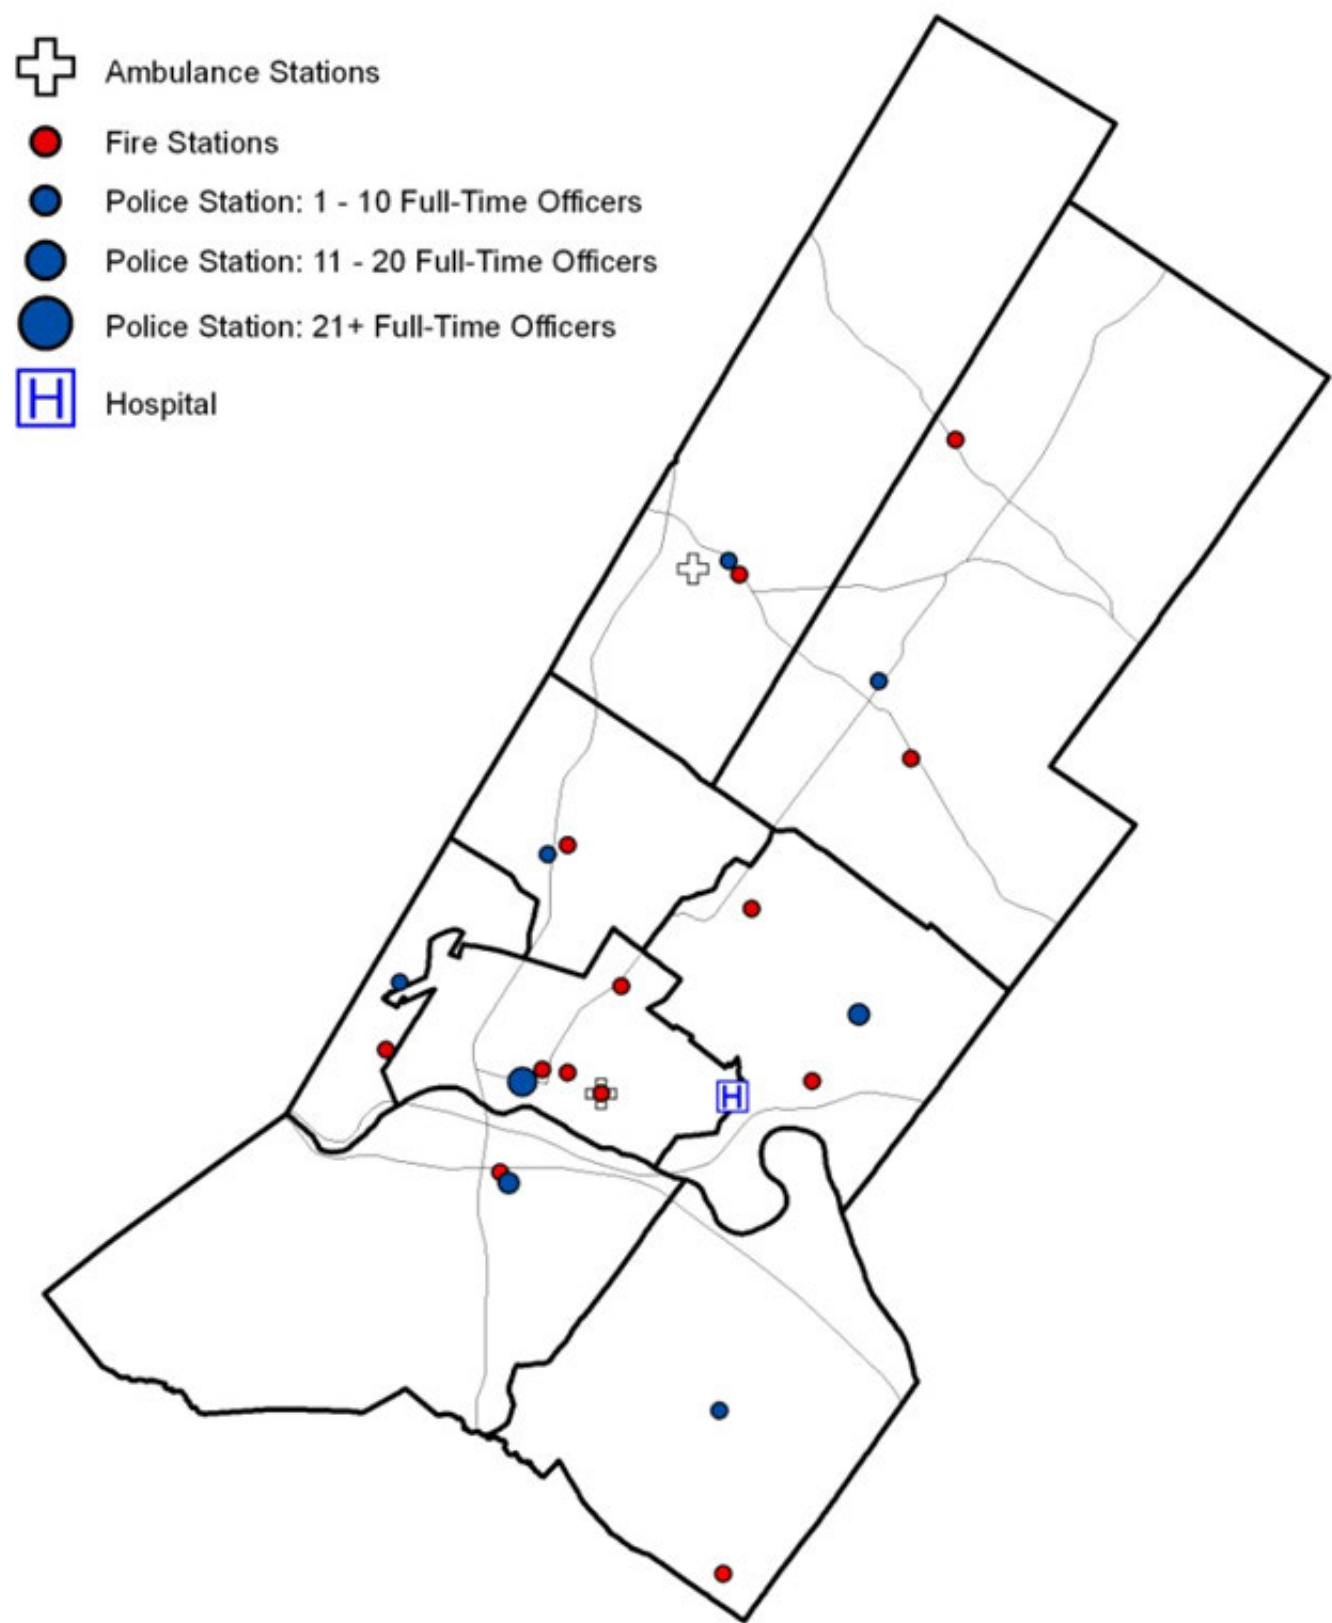 Ambulance Stations
Fire Stations
Police Station: 1 - 10 Full-Time Officers
Police Station: 11 - 20 Full-Time Officers
Police Station: 21+ Full-Time Officers
H Hospital
H